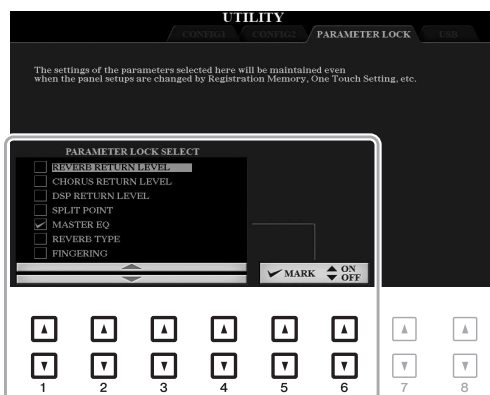 UTILITY
CONFIG1 CONFIG2 PARAMETER LOCK USB
The settings of the parameters selected here will be maintained even
when the panel setups are changed by Registration Memory, One Touch Setting, etc.
PARAMETER LOCK SELECT
REVERB RETURN LEVEL
CHORUS RETURN LEVEL
DSP RETURN LEVEL
SPLIT POINT
MASTER EQ
REVERB TYPE
FINGERING
MARK ON
OFF
1 2 3 4 5 6 7 8